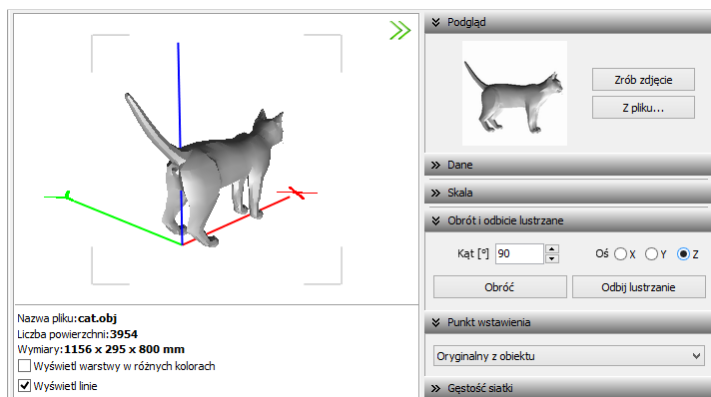 Podgląd
Zrób zdjęcie
Z pliku...
Dane
Skala
Obrót i odbicie lustrzane
Kąt [º] 90 Oś X Y Z
Obróć Odbij lustrzanie
Punkt wstawienia
Oryginalny z obiektu
Gęstość siatki
Nazwa pliku:cat.obj
Liczba powierzchni:3954
Wymiary:1156 x 295 x 800 mm
Wyświetl warstwy w różnych kolorach
Wyświetl linie